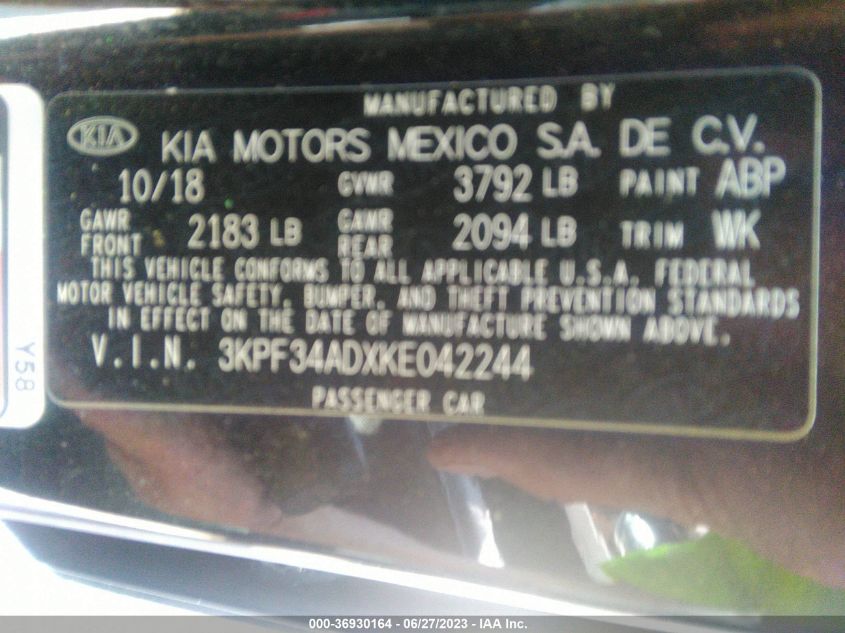 MANUFACTURED BY
KIA KIA MOTORS MEXICO S.A. DE C.V.
10/18 GVWR 3792 LB PAINT ABP
GAWR FRONT 2183 LB GAWR REAR 2094 LB TRIM WK
THIS VEHICLE CONFORMS TO ALL APPLICABLE U.S.A. FEDERAL
MOTOR VEHICLE SAFETY, BUMPER, AND THEFT PREVENTION STANDARDS
IN EFFECT ON THE DATE OF MANUFACTURE SHOWN ABOVE.
V.I.N. 3KPF34ADXKE042244
PASSENGER CAR
Y58
000-36930164 - 06/27/2023 - IAA Inc.